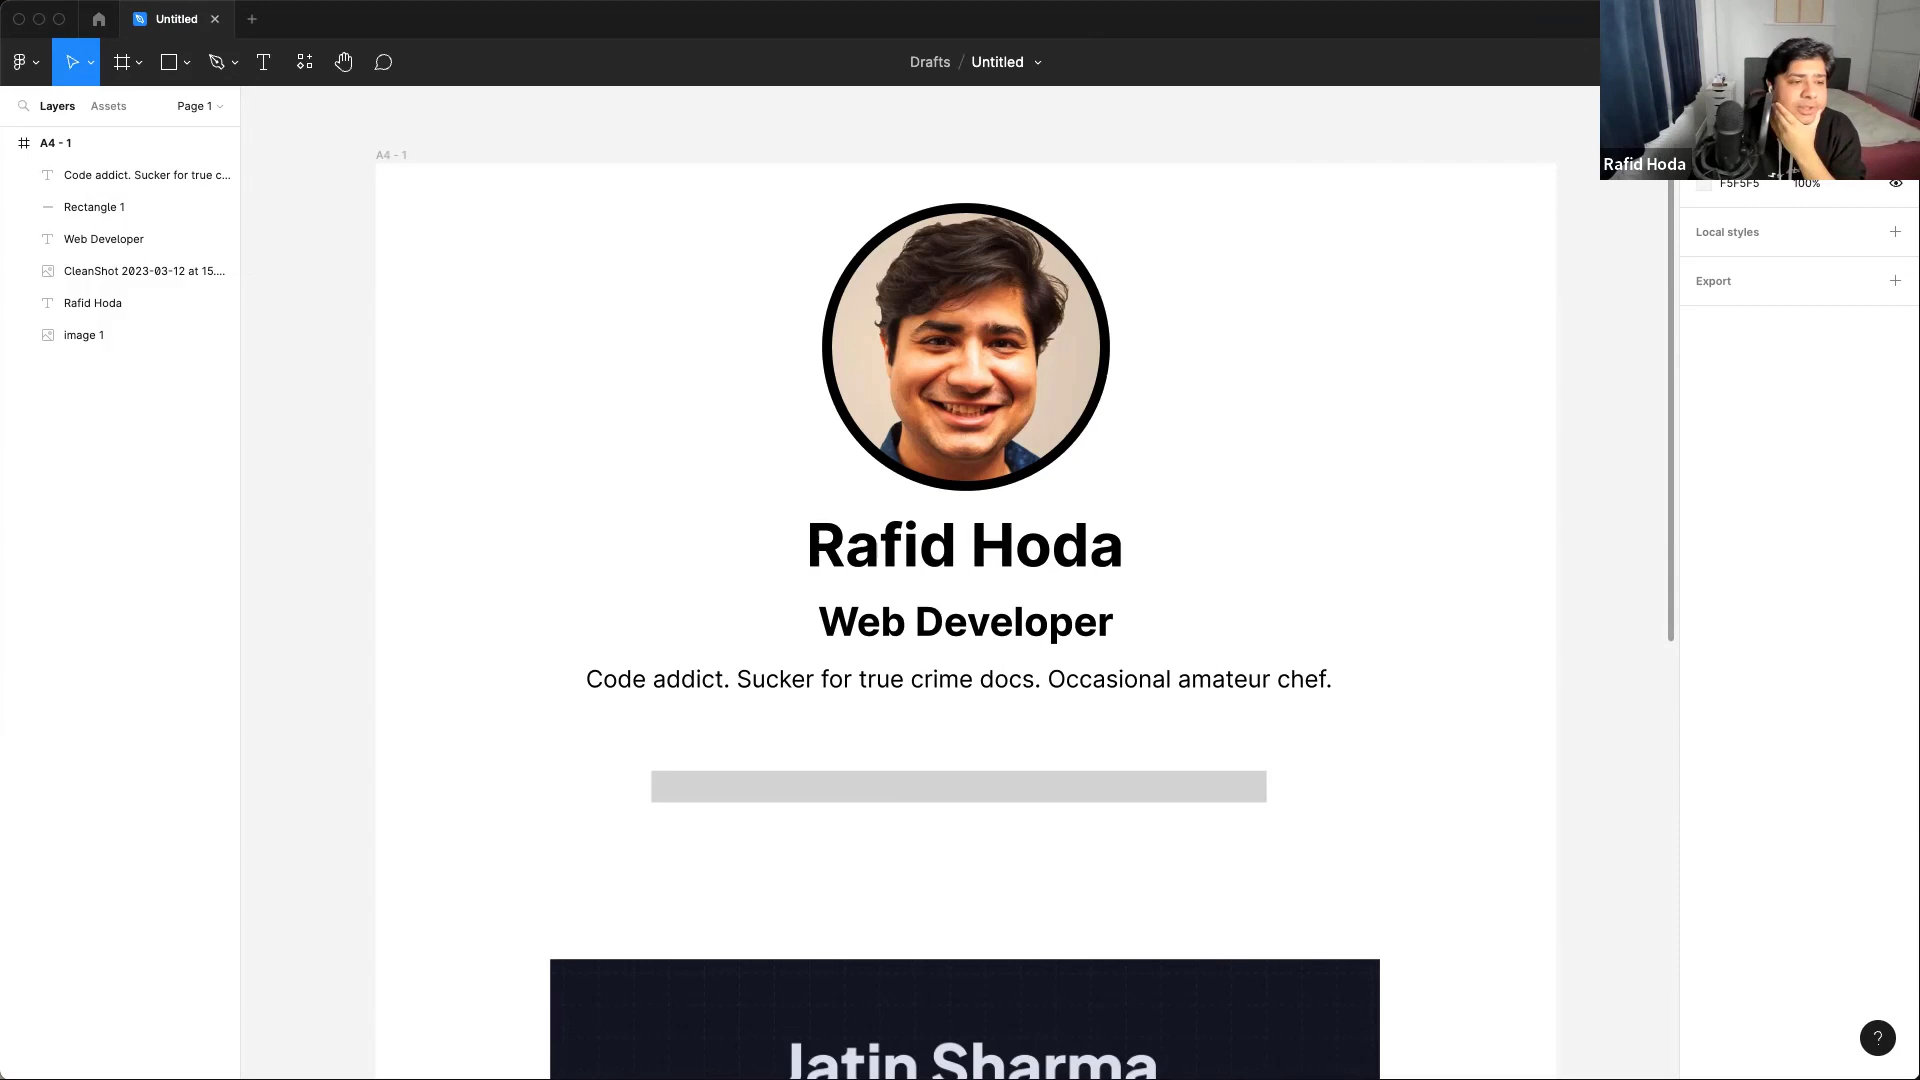 Untitled
Drafts / Untitled
Layers
Assets
Page 1
A4 - 1
Code addict. Sucker for true c...
Rectangle 1
Web Developer
CleanShot 2023-03-12 at 15....
Rafid Hoda
image 1
A4 - 1
Rafid Hoda
Web Developer
Code addict. Sucker for true crime docs. Occasional amateur chef.
Jatin Sharma
Rafid Hoda
F5F5F5
100%
Local styles
Export
?